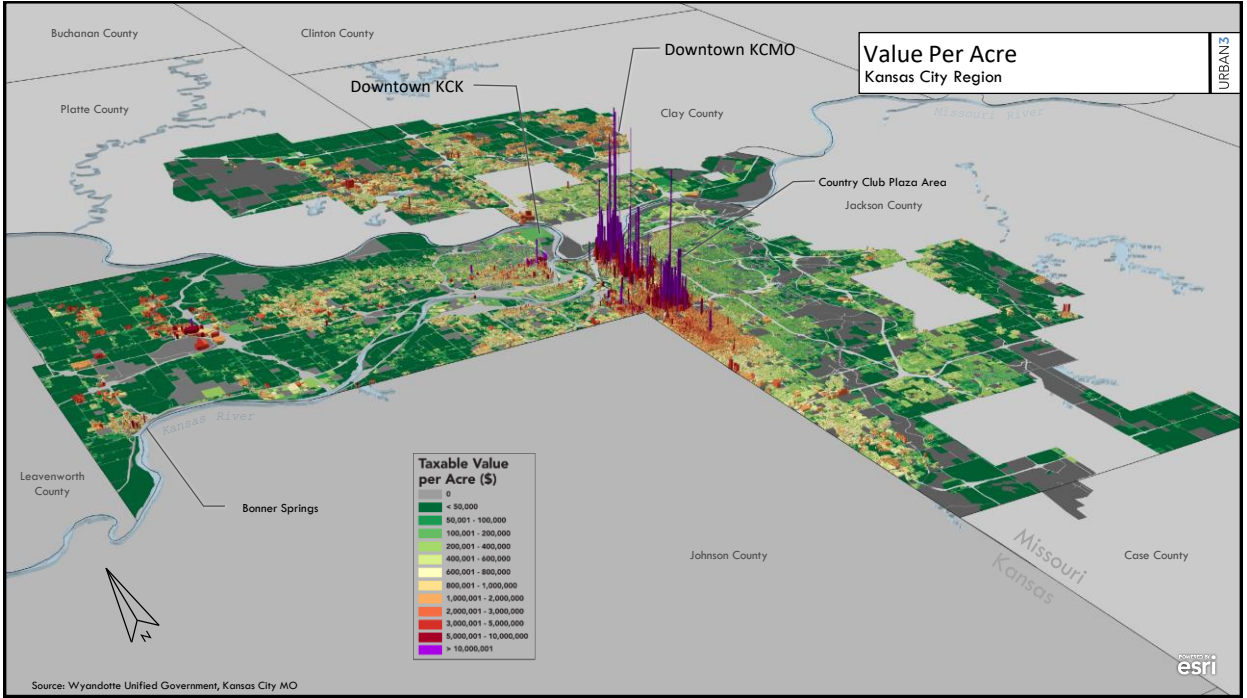 Buchanan County
Clinton County
Downtown KCMO
Value Per Acre
Kansas City Region
URBAN3
Downtown KCK
Platte County
Clay County
Missouri River
Country Club Plaza Area
Jackson County
Kansas River
Leavenworth
County
Bonner Springs
Taxable Value
per Acre ($)
0
< 50,000
50,001 - 100,000
100,001 - 200,000
200,001 - 400,000
400,001 - 600,000
600,001 - 800,000
800,001 - 1,000,000
1,000,001 - 2,000,000
2,000,001 - 3,000,000
3,000,001 - 5,000,000
5,000,001 - 10,000,000
> 10,000,001
Johnson County
Missouri
Kansas
Case County
N
POWERED BY
esri
Source: Wyandotte Unified Government, Kansas City MO